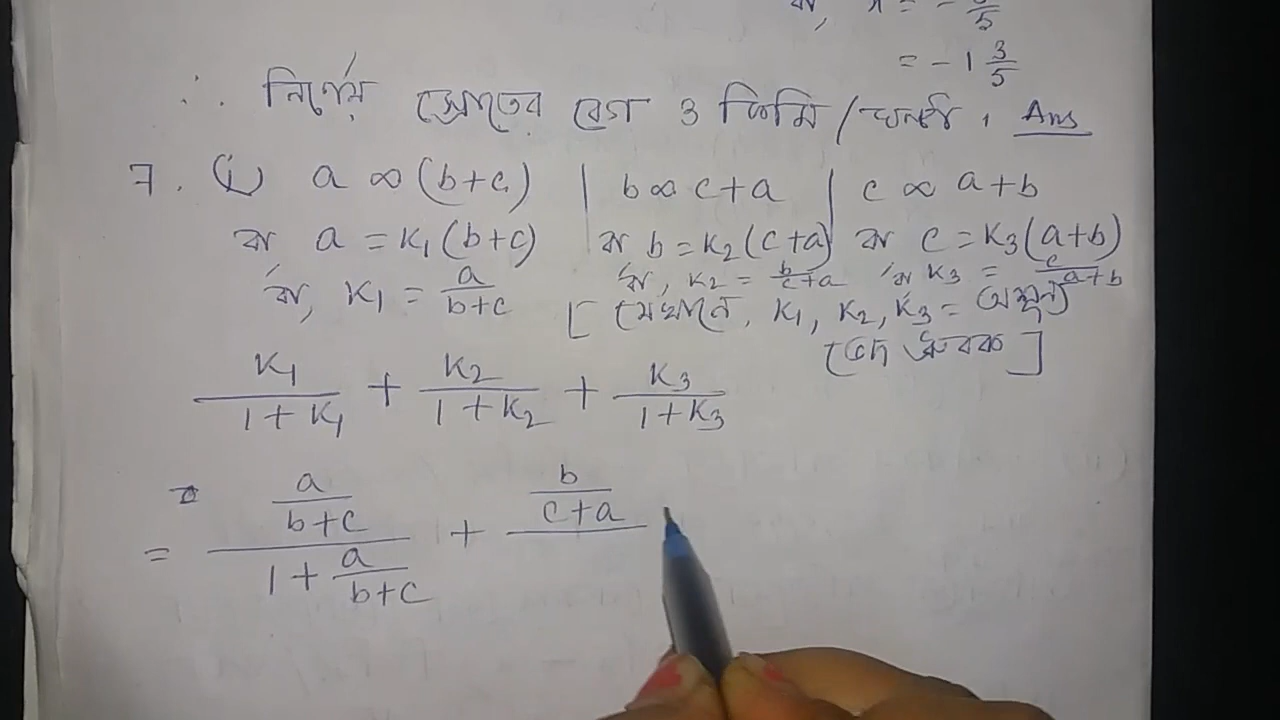 = - 1 3/5
∴ নির্ণেয় স্রোতের বেগ ৩ কিমি/ঘন্টা। Ans
7. (i) a ∝ (b+c) | b ∝ c+a | c ∝ a+b
বা a = K₁(b+c) বা b = K₂(c+a) বা c = K₃(a+b)
বা, K₁ = a/(b+c) বা, K₂ = b/(c+a) বা K₃ = c/(a+b)
[যেখানে, K₁, K₂, K₃ = অশূন্য
ভেদ ধ্রুবক]
K₁/(1+K₁) + K₂/(1+K₂) + K₃/(1+K₃)
= (a/(b+c))/(1 + a/(b+c)) + (b/(c+a))/